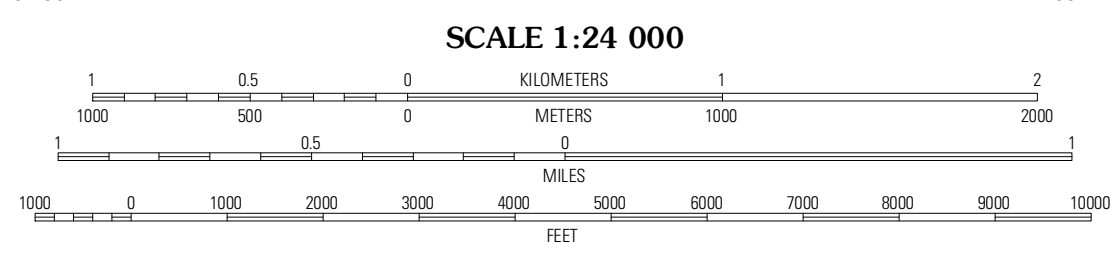 SCALE 1:24 000
1 0.5 0 KILOMETERS 1 2
1000 500 0 METERS 1000 2000
1 0.5 0 1
MILES
1000 0 1000 2000 3000 4000 5000 6000 7000 8000 9000 10000
FEET